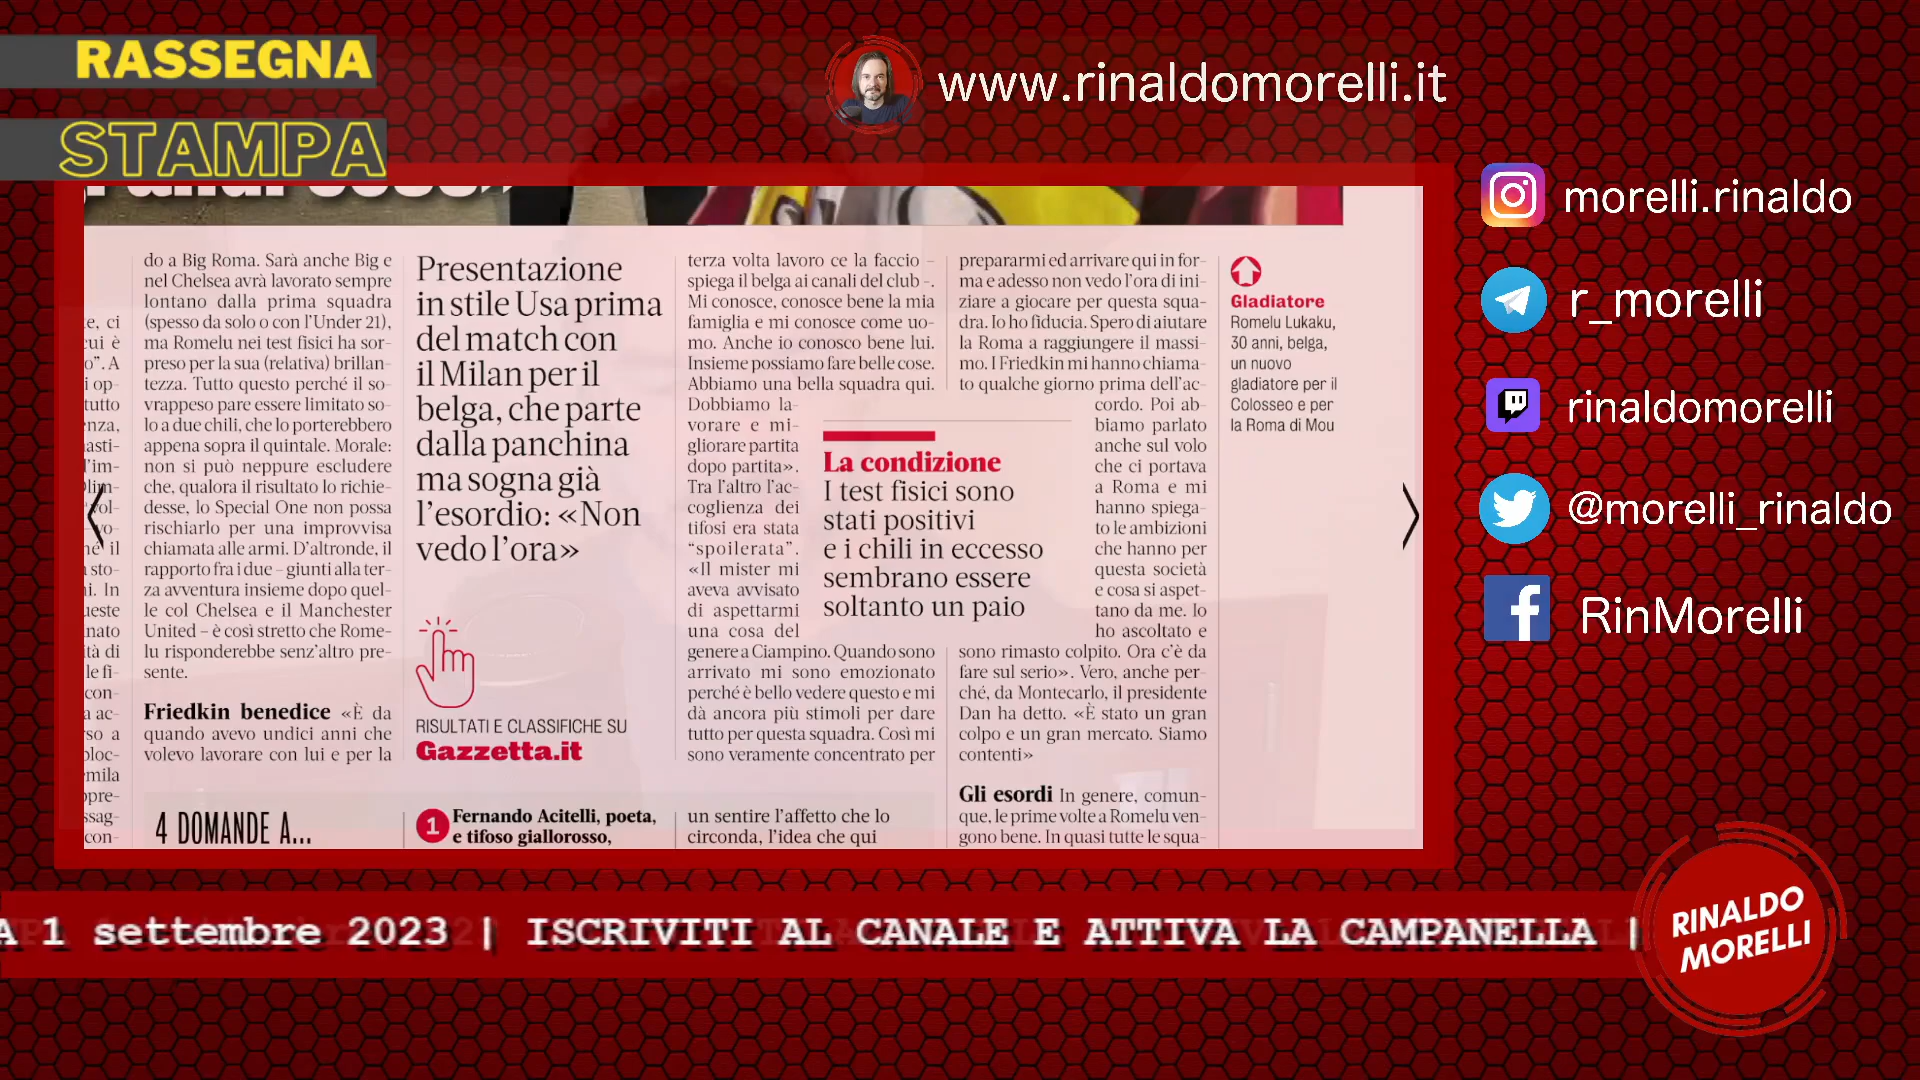 RASSEGNA
STAMPA
www.rinaldomorelli.it
morelli.rinaldo
r_morelli
rinaldomorelli
@morelli_rinaldo
RinMorelli
do a Big Roma. Sarà anche Big e
nel Chelsea avrà lavorato sempre
lontano dalla prima squadra
(spesso da solo o con l'Under 21),
ma Romelu nei test fisici ha sor-
preso per la sua (relativa) brillan-
tezza. Tutto questo perché il so-
vrappeso pare essere limitato so-
lo a due chili, che lo porterebbero
appena sopra il quintale. Morale:
non si può neppure escludere
che, qualora il risultato lo richie-
desse, lo Special One non possa
rischiarlo per una improvvisa
chiamata alle armi. D'altronde, il
rapporto fra i due – giunti alla ter-
za avventura insieme dopo quel-
le col Chelsea e il Manchester
United – è così stretto che Rome-
lu risponderebbe senz'altro pre-
sente.
Friedkin benedice «È da
quando avevo undici anni che
volevo lavorare con lui e per la
4 DOMANDE A...
Presentazione
in stile Usa prima
del match con
il Milan per il
belga, che parte
dalla panchina
ma sogna già
l'esordio: «Non
vedo l'ora»
RISULTATI E CLASSIFICHE SU
Gazzetta.it
1 Fernando Acitelli, poeta,
e tifoso giallorosso,
terza volta lavoro ce la faccio –
spiega il belga ai canali del club –.
Mi conosce, conosce bene la mia
famiglia e mi conosce come uo-
mo. Anche io conosco bene lui.
Insieme possiamo fare belle cose.
Abbiamo una bella squadra qui.
Dobbiamo la-
vorare e mi-
gliorare partita
dopo partita».
Tra l'altro l'ac-
coglienza dei
tifosi era stata
“spoilerata”.
«Il mister mi
aveva avvisato
di aspettarmi
una cosa del
genere a Ciampino. Quando sono
arrivato mi sono emozionato
perché è bello vedere questo e mi
dà ancora più stimoli per dare
tutto per questa squadra. Così mi
sono veramente concentrato per
un sentire l'affetto che lo
circonda, l'idea che qui
La condizione
I test fisici sono
stati positivi
e i chili in eccesso
sembrano essere
soltanto un paio
prepararmi ed arrivare qui in for-
ma e adesso non vedo l'ora di ini-
ziare a giocare per questa squa-
dra. Io ho fiducia. Spero di aiutare
la Roma a raggiungere il massi-
mo. I Friedkin mi hanno chiama-
to qualche giorno prima dell'ac-
cordo. Poi ab-
biamo parlato
anche sul volo
che ci portava
a Roma e mi
hanno spiega-
to le ambizioni
che hanno per
questa società
e cosa si aspet-
tano da me. Io
ho ascoltato e
sono rimasto colpito. Ora c'è da
fare sul serio». Vero, anche per-
ché, da Montecarlo, il presidente
Dan ha detto. «È stato un gran
colpo e un gran mercato. Siamo
contenti»
Gli esordi In genere, comun-
que, le prime volte a Romelu ven-
gono bene. In quasi tutte le squa-
Gladiatore
Romelu Lukaku,
30 anni, belga,
un nuovo
gladiatore per il
Colosseo e per
la Roma di Mou
A 1 settembre 2023 | ISCRIVITI AL CANALE E ATTIVA LA CAMPANELLA |
RINALDO
MORELLI